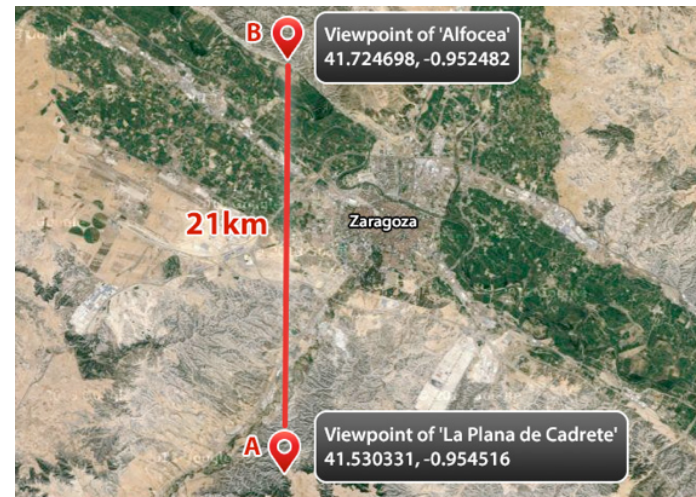 B
Viewpoint of 'Alfocea'
41.724698, -0.952482
21km
Zaragoza
A
Viewpoint of 'La Plana de Cadrete'
41.530331, -0.954516